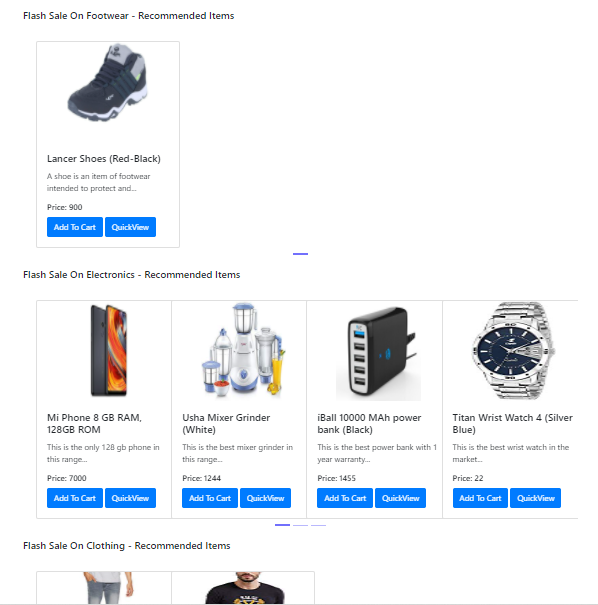 Flash Sale On Footwear - Recommended Items
Lancer Shoes (Red-Black)
A shoe is an item of footwear
intended to protect and...
Price: 900
Add To Cart QuickView
Flash Sale On Electronics - Recommended Items
Mi Phone 8 GB RAM,
128GB ROM
This is the only 128 gb phone in
this range...
Price: 7000
Add To Cart QuickView
Usha Mixer Grinder
(White)
This is the best mixer grinder in
this range...
Price: 1244
Add To Cart QuickView
iBall 10000 MAh power
bank (Black)
This is the best power bank with 1
year warranty...
Price: 1455
Add To Cart QuickView
Titan Wrist Watch 4 (Silver
Blue)
This is the best wrist watch in the
market...
Price: 22
Add To Cart QuickView
Flash Sale On Clothing - Recommended Items